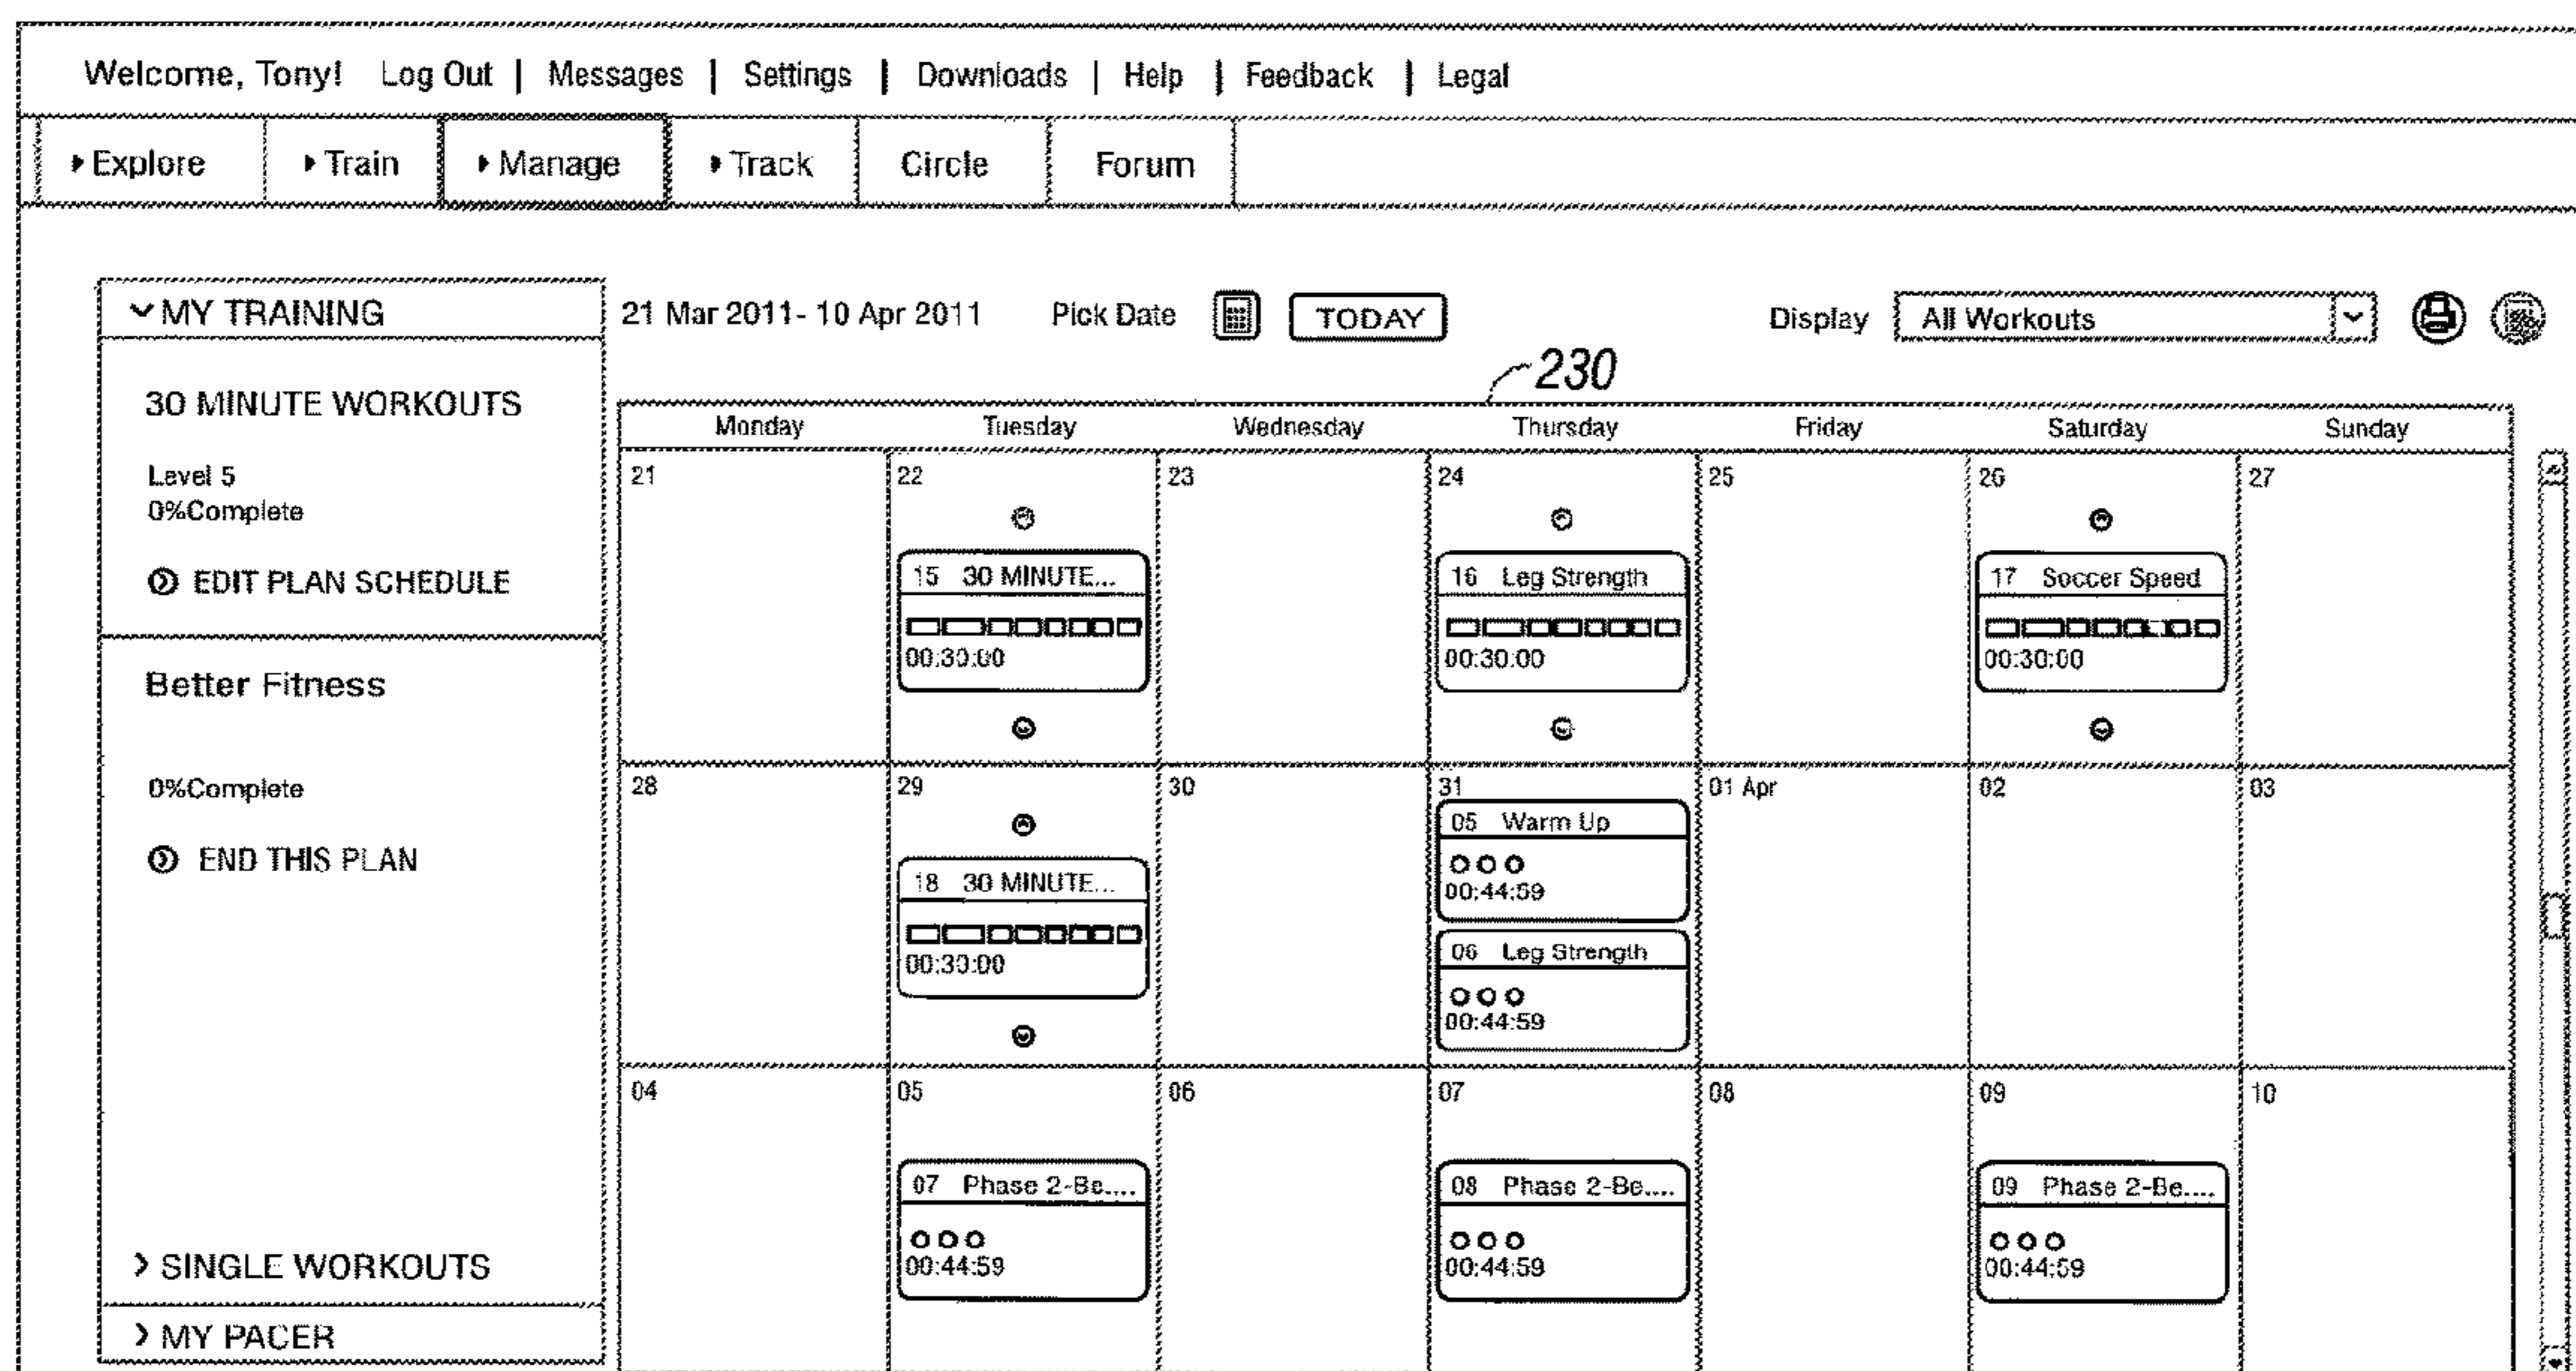 Welcome, Tony! Log Out | Messages | Settings | Downloads | Help | Feedback | Legal
Explore Train Manage Track Circle Forum
MY TRAINING
30 MINUTE WORKOUTS
Level 5
0%Complete
EDIT PLAN SCHEDULE
Better Fitness
0%Complete
END THIS PLAN
SINGLE WORKOUTS
MY PACER
21 Mar 2011- 10 Apr 2011 Pick Date TODAY Display All Workouts
230
Monday Tuesday Wednesday Thursday Friday Saturday Sunday
21 22 23 24 25 26 27
15 30 MINUTE... 16 Leg Strength 17 Soccer Speed
00:30:00 00:30:00 00:30:00
28 29 30 31 01 Apr 02 03
05 Warm Up
00:44:59
18 30 MINUTE...
00:30:00
06 Leg Strength
00:44:59
04 05 06 07 08 09 10
07 Phase 2-Be.... 08 Phase 2-Be.... 09 Phase 2-Be....
00:44:59 00:44:59 00:44:59